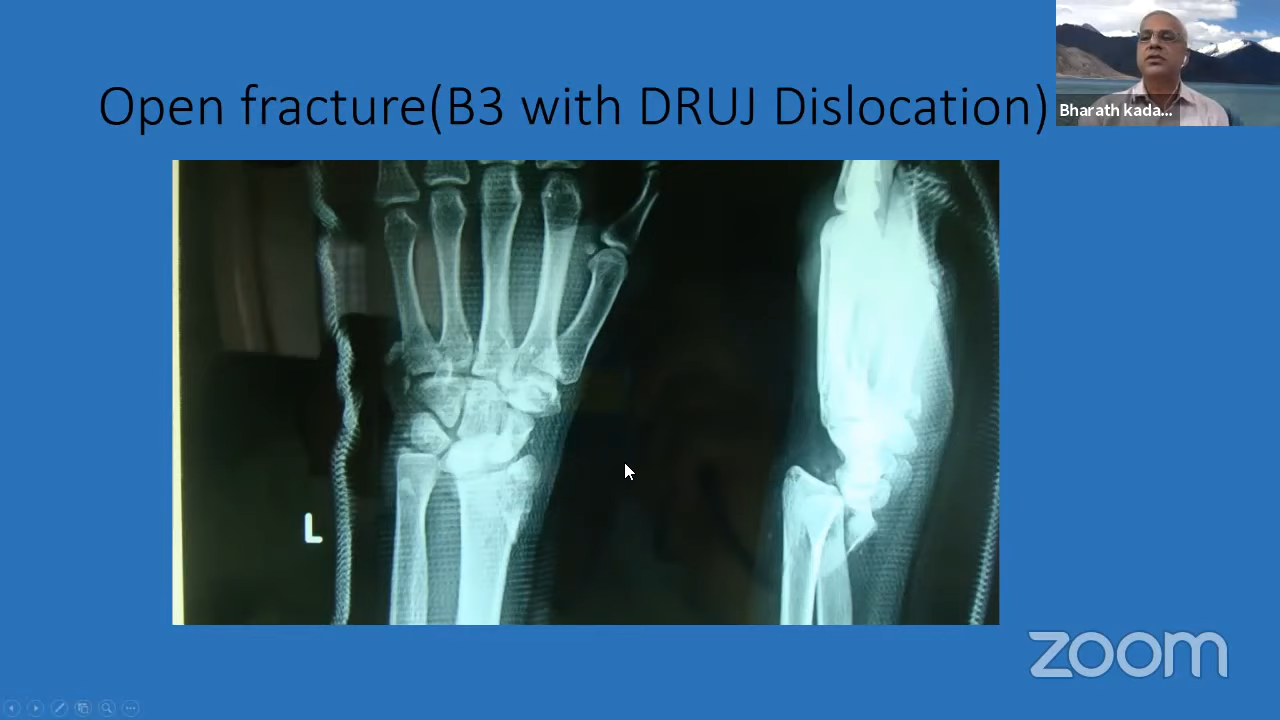 Open fracture(B3 with DRUJ Dislocation)
Bharath kada...
L
zoom